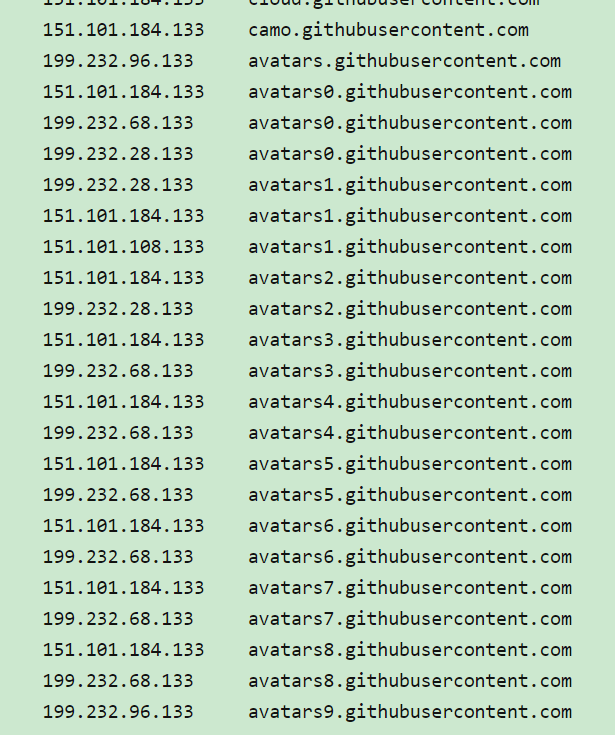 151.101.184.133    cloud.githubusercontent.com
151.101.184.133    camo.githubusercontent.com
199.232.96.133     avatars.githubusercontent.com
151.101.184.133    avatars0.githubusercontent.com
199.232.68.133     avatars0.githubusercontent.com
199.232.28.133     avatars0.githubusercontent.com
199.232.28.133     avatars1.githubusercontent.com
151.101.184.133    avatars1.githubusercontent.com
151.101.108.133    avatars1.githubusercontent.com
151.101.184.133    avatars2.githubusercontent.com
199.232.28.133     avatars2.githubusercontent.com
151.101.184.133    avatars3.githubusercontent.com
199.232.68.133     avatars3.githubusercontent.com
151.101.184.133    avatars4.githubusercontent.com
199.232.68.133     avatars4.githubusercontent.com
151.101.184.133    avatars5.githubusercontent.com
199.232.68.133     avatars5.githubusercontent.com
151.101.184.133    avatars6.githubusercontent.com
199.232.68.133     avatars6.githubusercontent.com
151.101.184.133    avatars7.githubusercontent.com
199.232.68.133     avatars7.githubusercontent.com
151.101.184.133    avatars8.githubusercontent.com
199.232.68.133     avatars8.githubusercontent.com
199.232.96.133     avatars9.githubusercontent.com